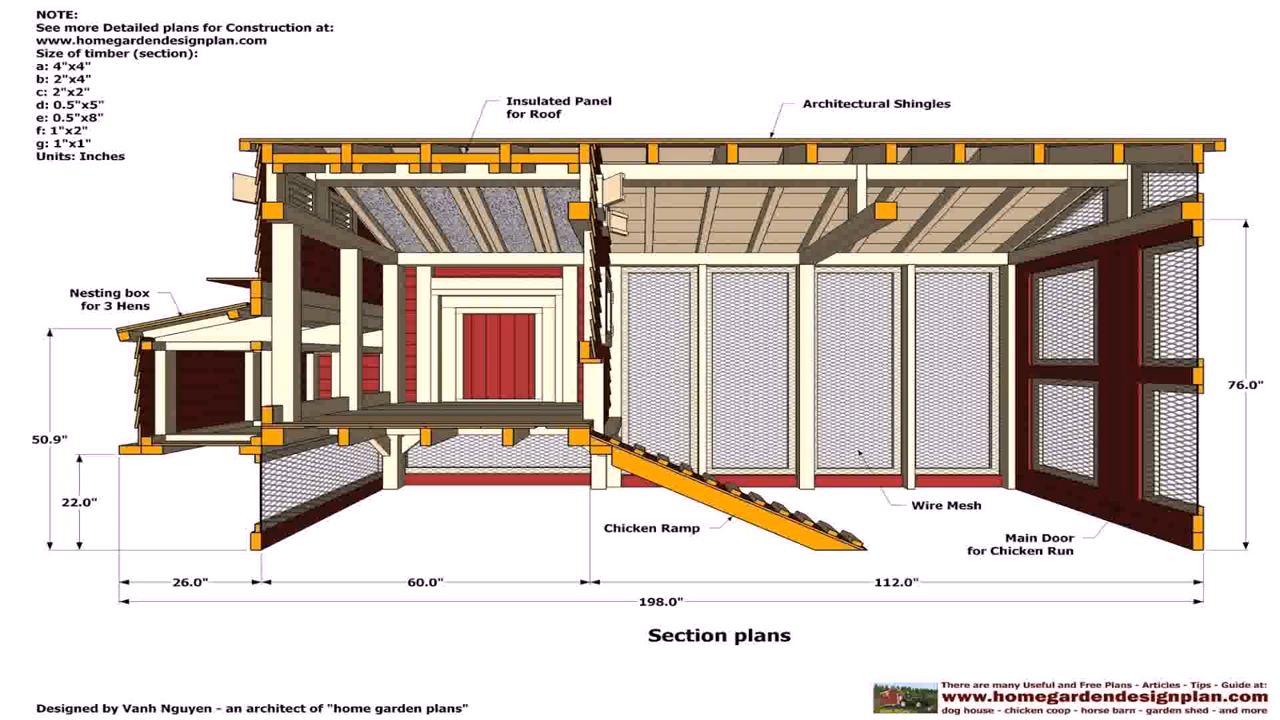 NOTE:
See more Detailed plans for Construction at:
www.homegardendesignplan.com
Size of timber (section):
a: 4"x4"
b: 2"x4"
c: 2"x2"
d: 0.5"x5"
e: 0.5"x8"
f: 1"x2"
g: 1"x1"
Units: Inches
Insulated Panel
for Roof
Architectural Shingles
Nesting box
for 3 Hens
50.9"
22.0"
76.0"
Chicken Ramp
Wire Mesh
Main Door
for Chicken Run
26.0"
60.0"
112.0"
198.0"
Section plans
Designed by Vanh Nguyen - an architect of "home garden plans"
There are many Useful and Free Plans - Articles - Tips - Guide at:
www.homegardendesignplan.com
dog house - chicken coop - horse barn - garden shed - and more